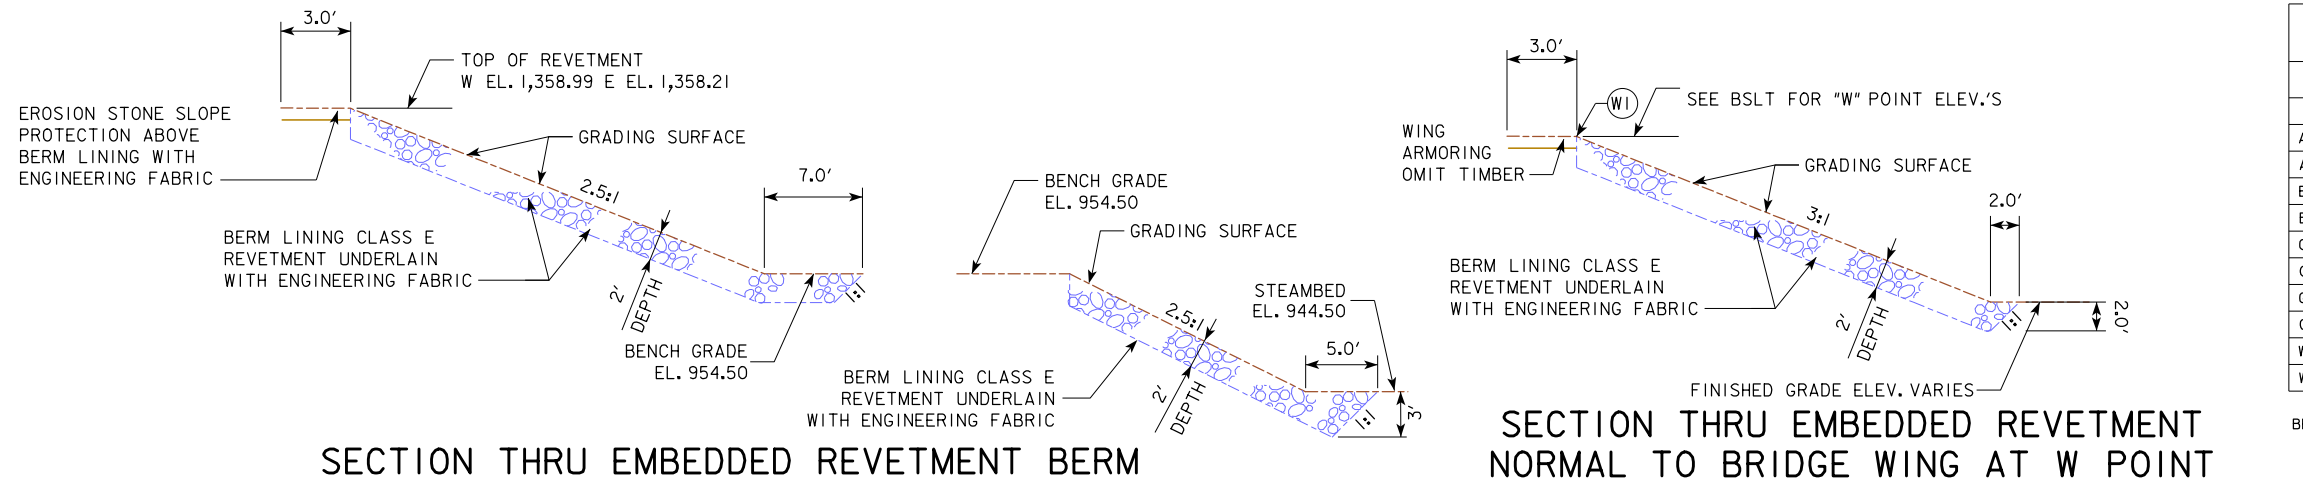 3.0'
TOP OF REVETMENT
W EL. 1,358.99 E EL. 1,358.21
EROSION STONE SLOPE
PROTECTION ABOVE
BERM LINING WITH
ENGINEERING FABRIC
GRADING SURFACE
2.5:1
7.0'
BERM LINING CLASS E
REVETMENT UNDERLAIN
WITH ENGINEERING FABRIC
2'
DEPTH
1:1
BENCH GRADE
EL. 954.50
BENCH GRADE
EL. 954.50
GRADING SURFACE
2.5:1
STEAMBED
EL. 944.50
5.0'
BERM LINING CLASS E
REVETMENT UNDERLAIN
WITH ENGINEERING FABRIC
2'
DEPTH
1:1
3'
SECTION THRU EMBEDDED REVETMENT BERM
3.0'
W1
SEE BSLT FOR "W" POINT ELEV.'S
WING
ARMORING
OMIT TIMBER
GRADING SURFACE
3:1
2.0'
BERM LINING CLASS E
REVETMENT UNDERLAIN
WITH ENGINEERING FABRIC
2'
DEPTH
1:1
2.0'
FINISHED GRADE ELEV. VARIES
SECTION THRU EMBEDDED REVETMENT
NORMAL TO BRIDGE WING AT W POINT